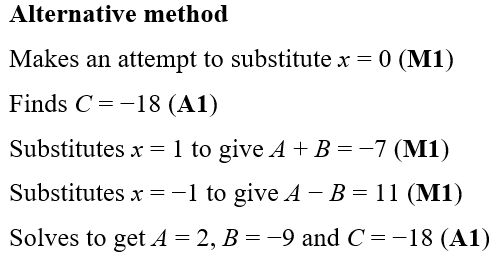 Alternative method
Makes an attempt to substitute x = 0 (M1)
Finds C = −18 (A1)
Substitutes x = 1 to give A + B = −7 (M1)
Substitutes x = −1 to give A − B = 11 (M1)
Solves to get A = 2, B = −9 and C = −18 (A1)